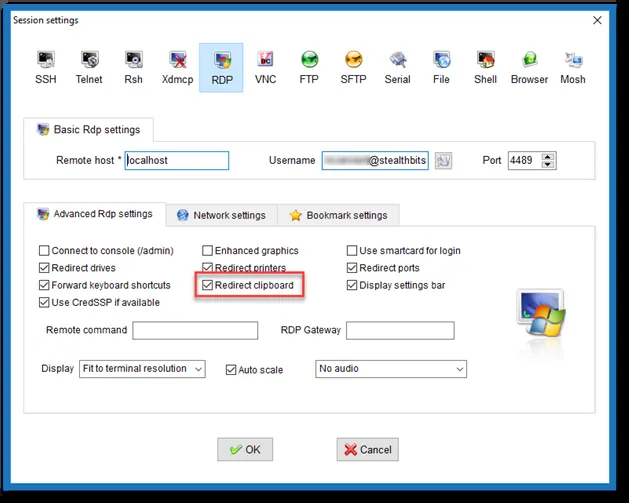 Session settings
SSH Telnet Rsh Xdmcp RDP VNC FTP SFTP Serial File Shell Browser Mosh
Basic Rdp settings
Remote host * localhost Username @stealthbits Port 4489
Advanced Rdp settings Network settings Bookmark settings
Connect to console (/admin) Enhanced graphics Use smartcard for login
Redirect drives Redirect printers Redirect ports
Forward keyboard shortcuts Redirect clipboard Display settings bar
Use CredSSP if available
Remote command RDP Gateway
Display Fit to terminal resolution Auto scale No audio
OK Cancel